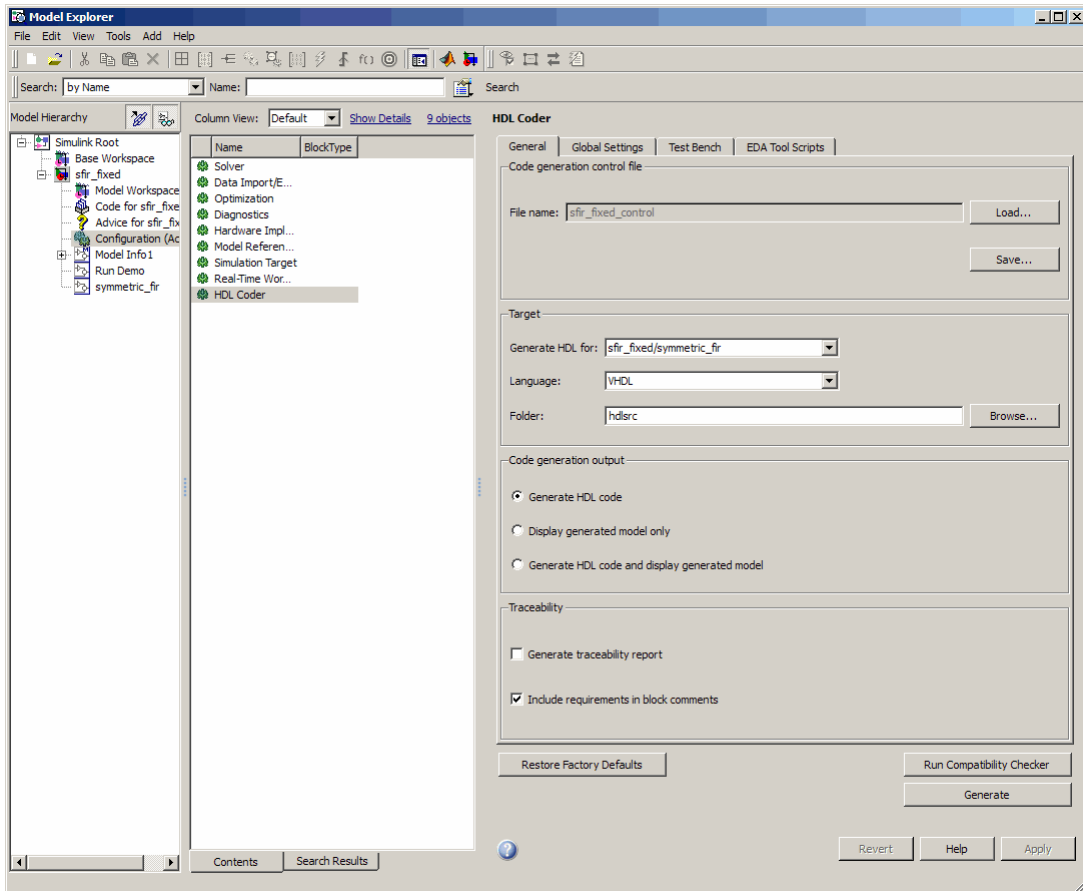 Model Explorer
File Edit View Tools Add Help
Search: by Name Name: Search
Model Hierarchy
Simulink Root
Base Workspace
sfir_fixed
Model Workspace
Code for sfir_fixe
Advice for sfir_fix
Configuration (Ac
Model Info1
Run Demo
symmetric_fir
Column View: Default Show Details 9 objects
Name BlockType
Solver
Data Import/E...
Optimization
Diagnostics
Hardware Impl...
Model Referen...
Simulation Target
Real-Time Wor...
HDL Coder
Contents Search Results
HDL Coder
General Global Settings Test Bench EDA Tool Scripts
Code generation control file
File name: sfir_fixed_control Load...
Save...
Target
Generate HDL for: sfir_fixed/symmetric_fir
Language: VHDL
Folder: hdlsrc Browse...
Code generation output
Generate HDL code
Display generated model only
Generate HDL code and display generated model
Traceability
Generate traceability report
Include requirements in block comments
Restore Factory Defaults Run Compatibility Checker
Generate
Revert Help Apply